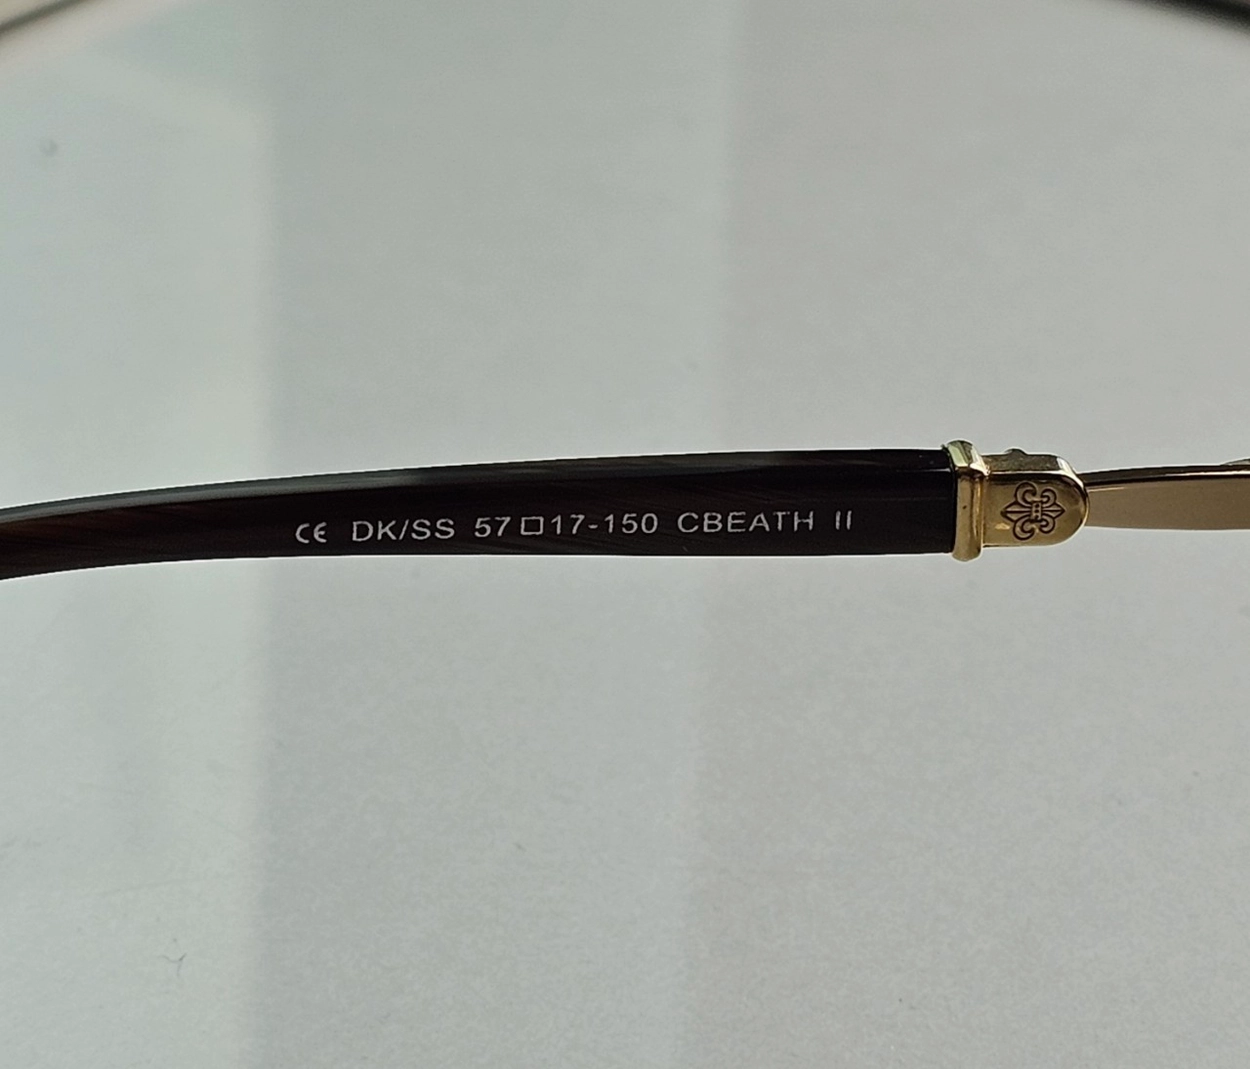 CE DK/SS 57□17-150 CBEATH II